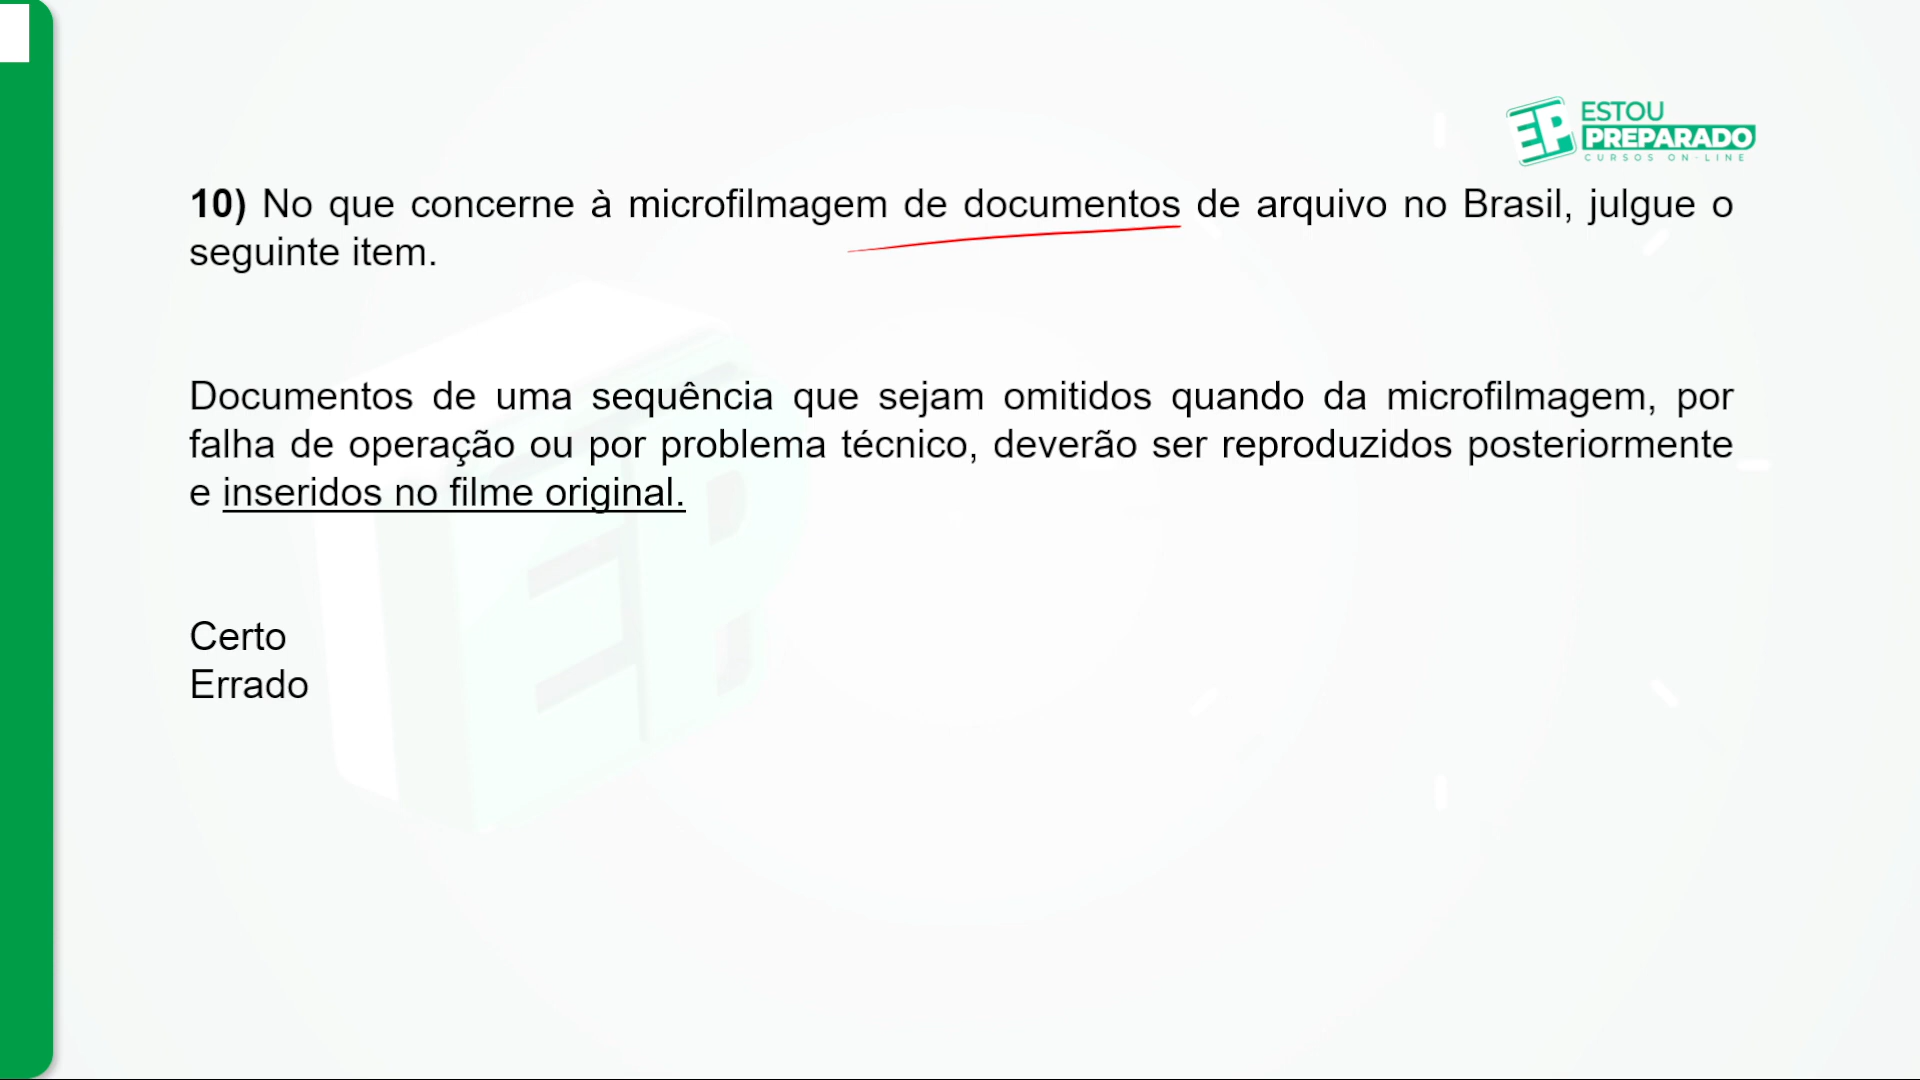 ESTOU
PREPARADO
CURSOS ON-LINE
10) No que concerne à microfilmagem de documentos de arquivo no Brasil, julgue o
seguinte item.
Documentos de uma sequência que sejam omitidos quando da microfilmagem, por
falha de operação ou por problema técnico, deverão ser reproduzidos posteriormente
e inseridos no filme original.
Certo
Errado
EP